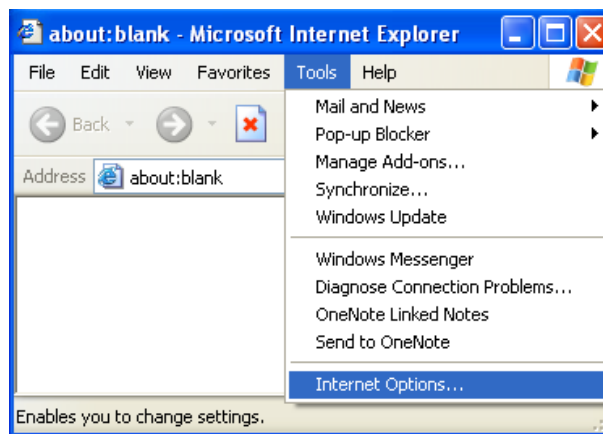 about:blank - Microsoft Internet Explorer
File Edit View Favorites Tools Help
Back
Address about:blank
Mail and News
Pop-up Blocker
Manage Add-ons...
Synchronize...
Windows Update
Windows Messenger
Diagnose Connection Problems...
OneNote Linked Notes
Send to OneNote
Internet Options...
Enables you to change settings.